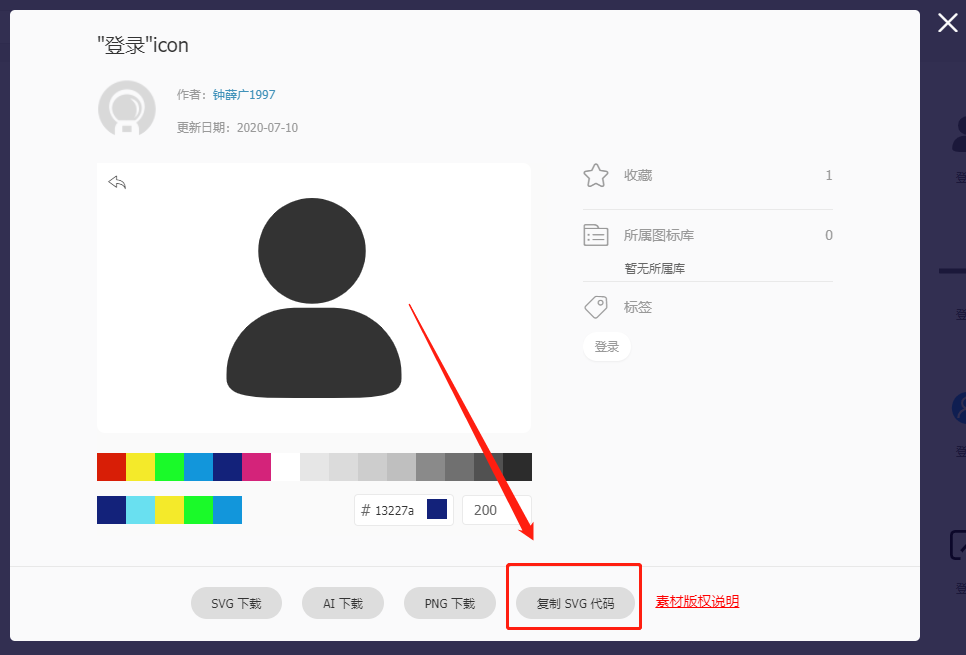 "登录"icon
作者：钟薛广1997
更新日期：2020-07-10
收藏 1
所属图标库 0
暂无所属库
标签
登录
# 13227a 200
SVG 下载 AI 下载 PNG 下载 复制 SVG 代码 素材版权说明